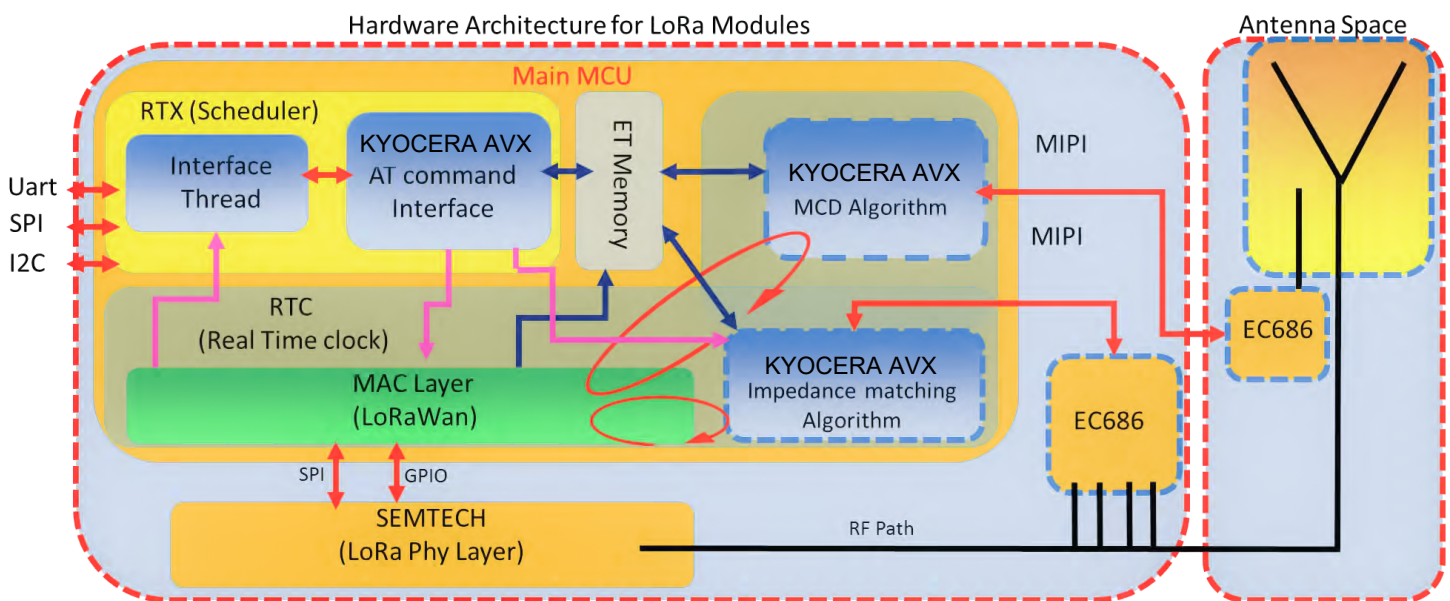 Hardware Architecture for LoRa Modules
Antenna Space
Main MCU
RTX (Scheduler)
Interface
Thread
KYOCERA AVX
AT command
Interface
ET Memory
KYOCERA AVX
MCD Algorithm
MIPI
MIPI
Uart
SPI
I2C
RTC
(Real Time clock)
MAC Layer
(LoRaWan)
KYOCERA AVX
Impedance matching
Algorithm
EC686
EC686
SPI
GPIO
SEMTECH
(LoRa Phy Layer)
RF Path